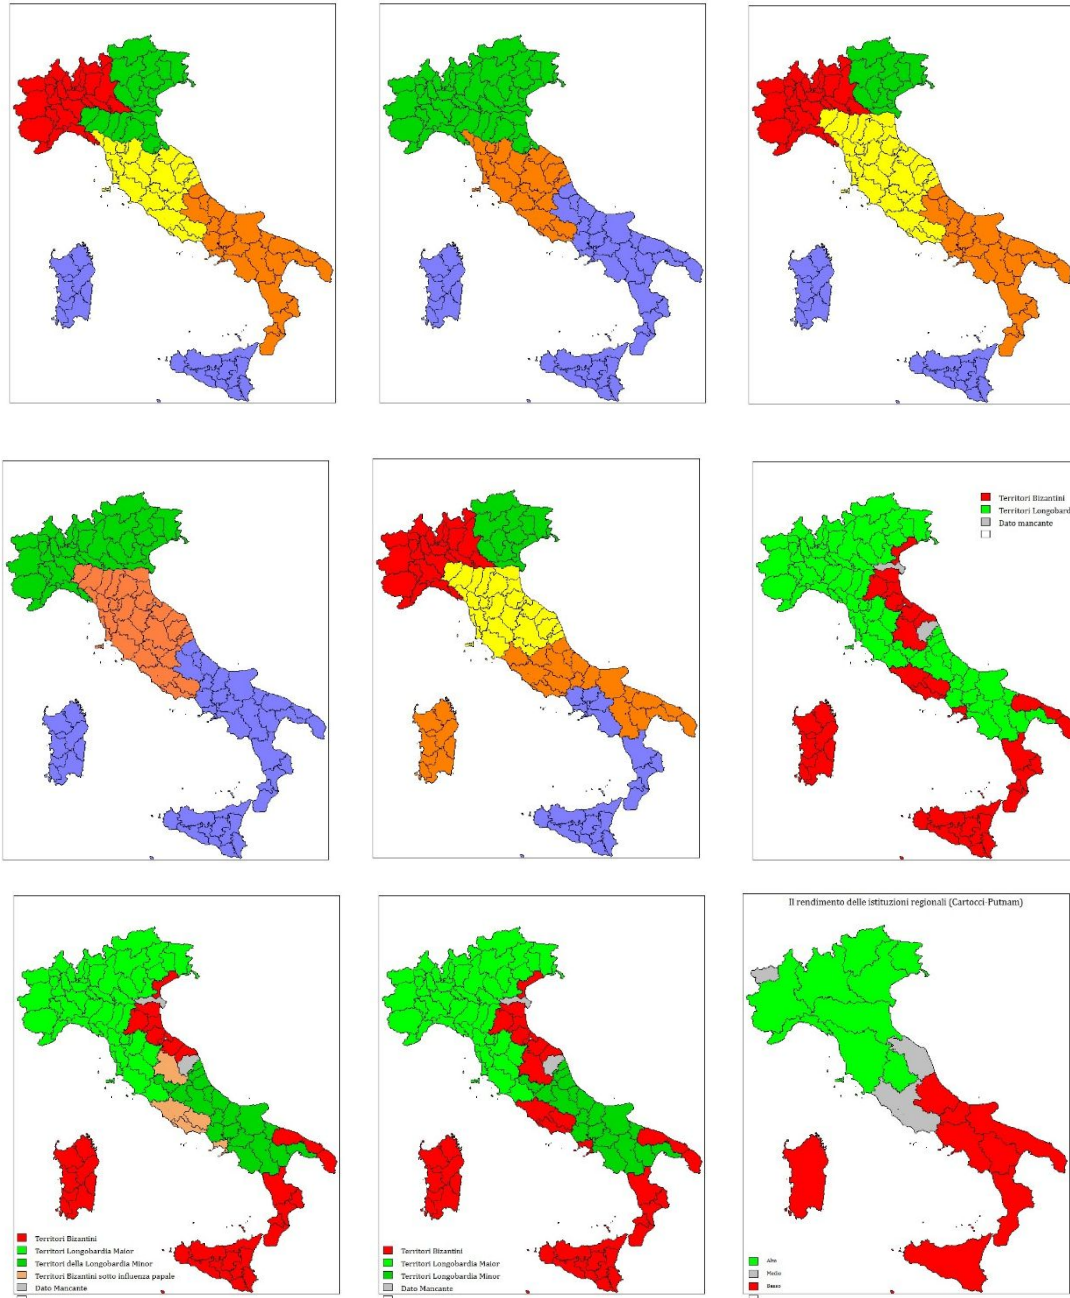 Territori Bizantini
Territori Longobardi
Dato mancante
Territori Bizantini
Territori Longobardia Maior
Territori della Longobardia Minor
Territori Bizantini sotto influenza papale
Dato Mancante
Territori Bizantini
Territori Longobardia Maior
Territori Longobardia Minor
Dato Mancante
Il rendimento delle istituzioni regionali (Cartocci-Putnam)
Alto
Medio
Basso